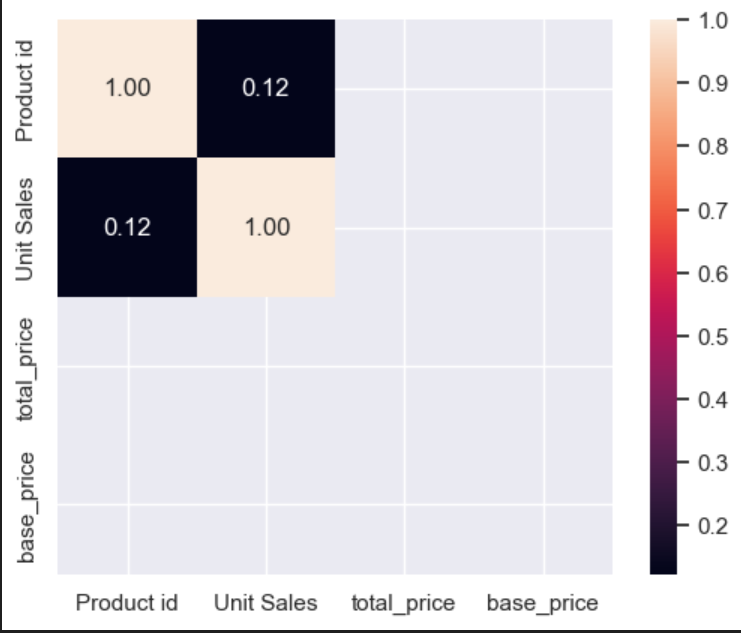 Product id
Unit Sales
total_price
base_price
1.00 0.12
0.12 1.00
Product id Unit Sales total_price base_price
1.0
0.9
0.8
0.7
0.6
0.5
0.4
0.3
0.2